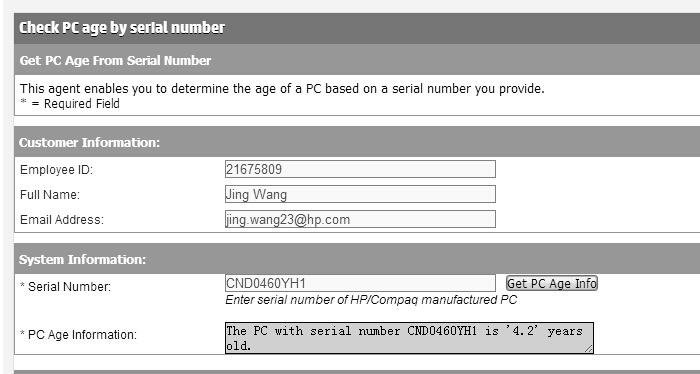 Check PC age by serial number
Get PC Age From Serial Number
This agent enables you to determine the age of a PC based on a serial number you provide.
* = Required Field
Customer Information:
Employee ID: 21675809
Full Name: Jing Wang
Email Address: jing.wang23@hp.com
System Information:
* Serial Number: CND0460YH1 Get PC Age Info
Enter serial number of HP/Compaq manufactured PC
* PC Age Information: The PC with serial number CND0460YH1 is '4.2' years
old.